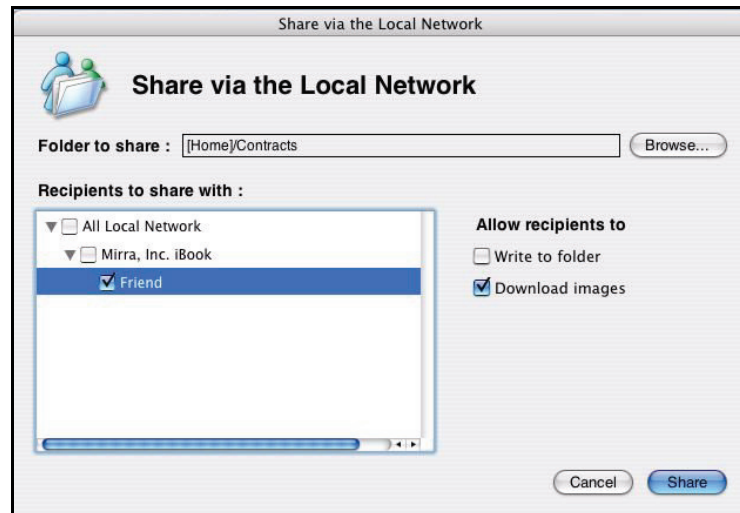 Share via the Local Network
Share via the Local Network
Folder to share : [Home]/Contracts Browse...
Recipients to share with :
All Local Network
Mirra, Inc. iBook
Friend
Allow recipients to
Write to folder
Download images
Cancel Share